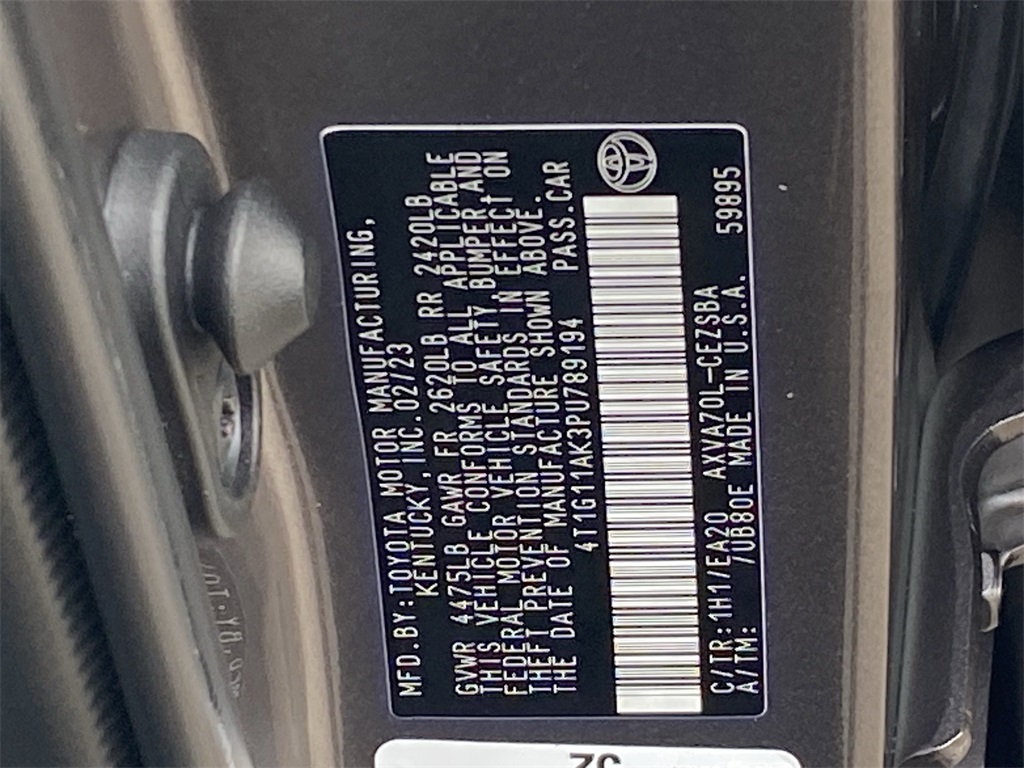 MFD.BY:TOYOTA MOTOR MANUFACTURING,
KENTUCKY, INC.02/23
GVWR 4475LB GAWR FR 2620LB RR 2420LB
THIS VEHICLE CONFORMS TO ALL APPLICABLE
FEDERAL MOTOR VEHICLE SAFETY,BUMPER AND
THEFT PREVENTION STANDARDS IN EFFECT ON
THE DATE OF MANUFACTURE SHOWN ABOVE.
4T1G11AK3PU789194 PASS.CAR
C/TR:1H1/EA20 AXVA70L-CEZSBA
A/TM: /UB80E MADE IN U.S.A. 59895